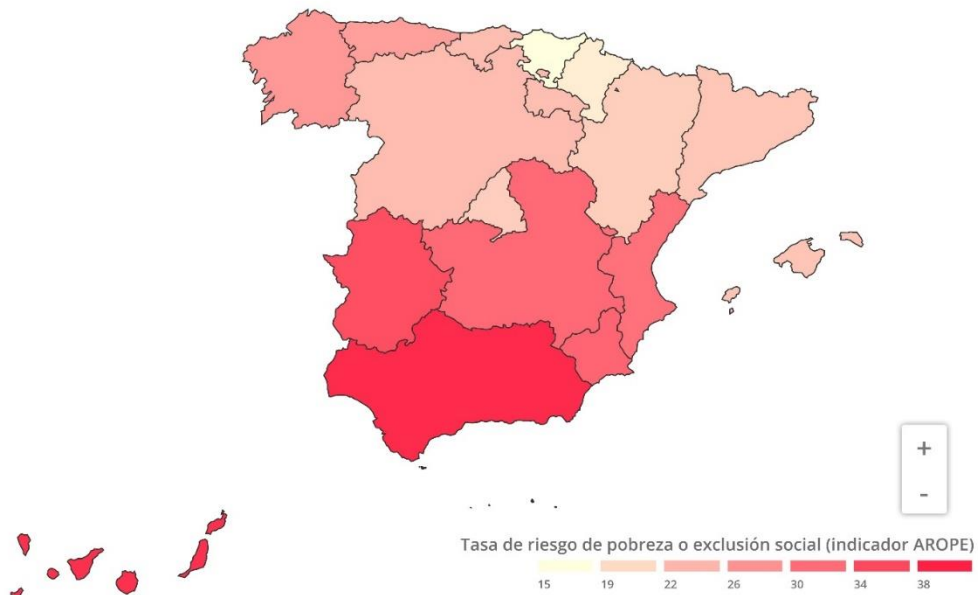 +
-
Tasa de riesgo de pobreza o exclusión social (indicador AROPE)
15 19 22 26 30 34 38